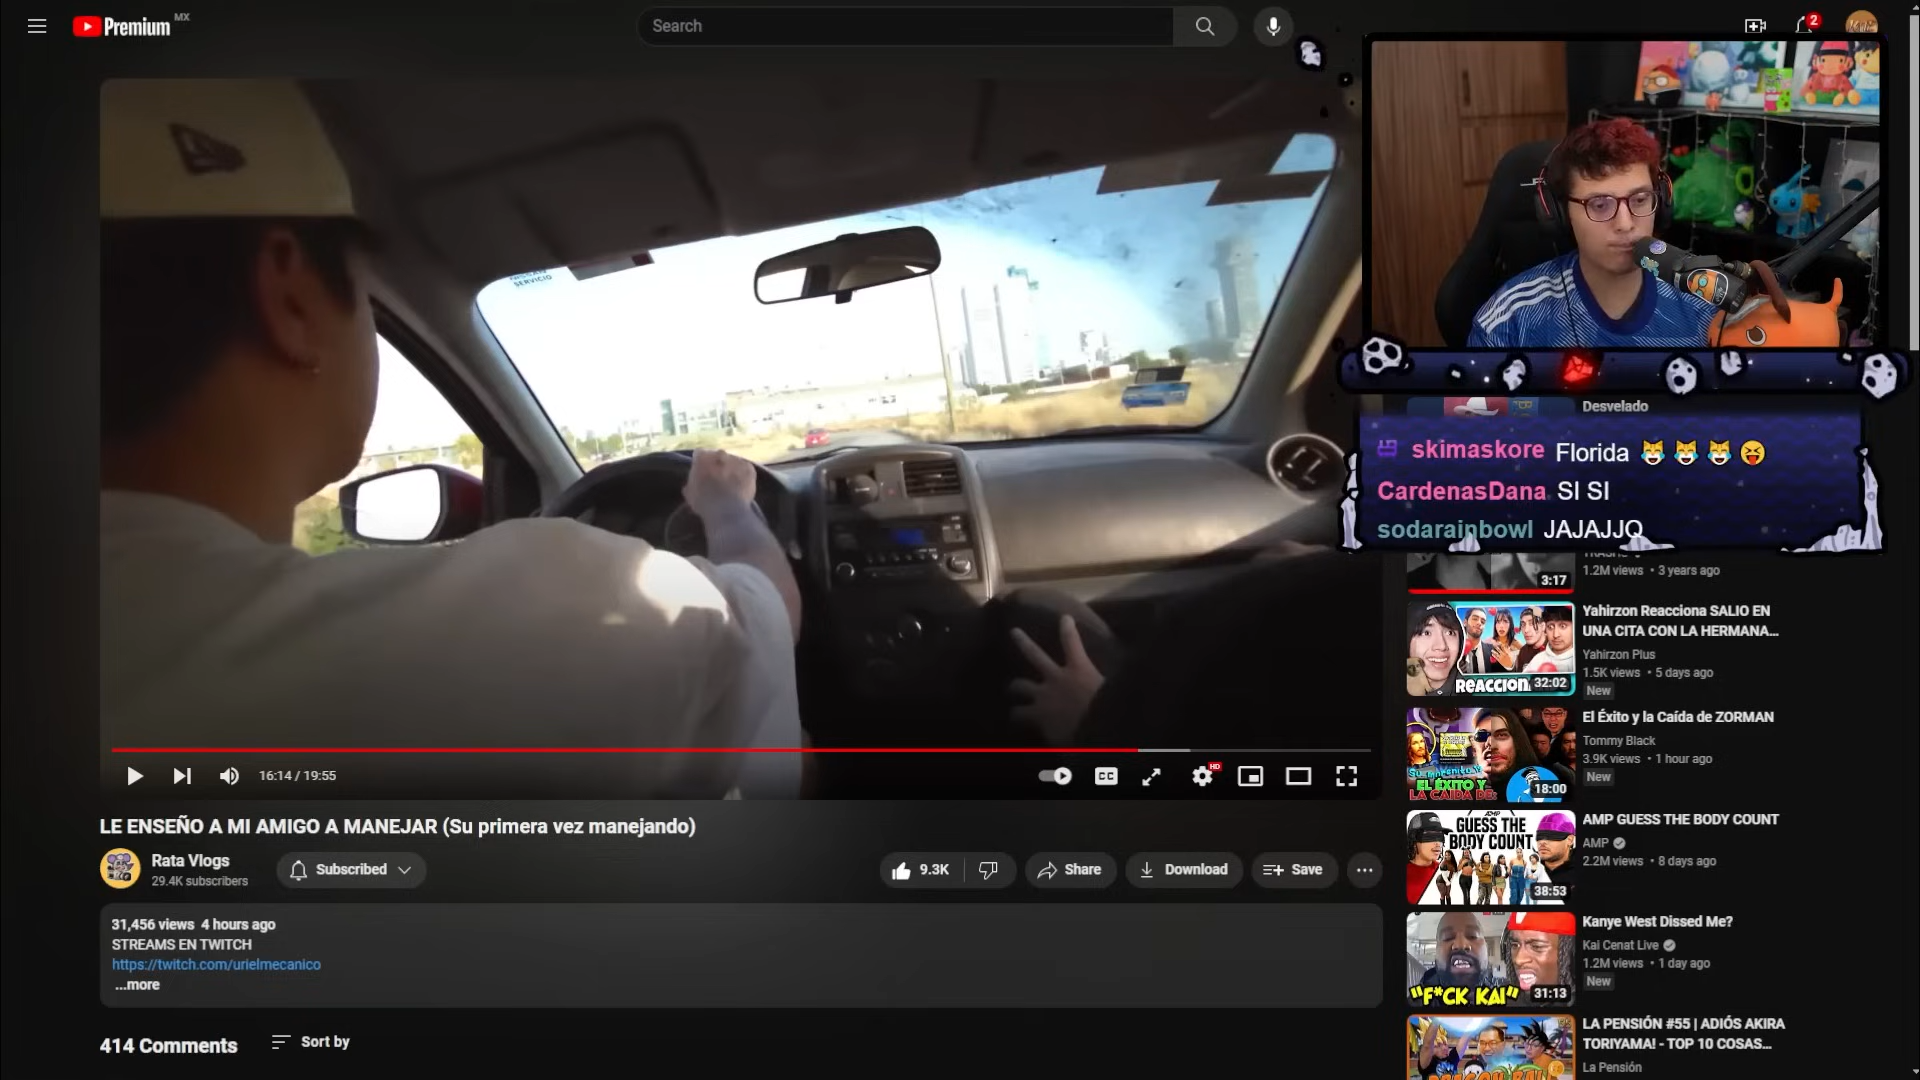 Premium MX
Search
2
SERVICIO
16:14 / 19:55
CC
HD
LE ENSEÑO A MI AMIGO A MANEJAR (Su primera vez manejando)
Rata Vlogs
29.4K subscribers
Subscribed
9.3K
Share
Download
Save
31,456 views 4 hours ago
STREAMS EN TWITCH
https://twitch.com/urielmecanico
...more
414 Comments
Sort by
Desvelado
skimaskore Florida 😹 😹 😹 😝
CardenasDana SI SI
sodarainbowl JAJAJJQ
3:17
1.2M views • 3 years ago
REACCION
32:02
Yahirzon Reacciona SALIO EN
UNA CITA CON LA HERMANA...
Yahirzon Plus
1.5K views • 5 days ago
New
EL ÉXITO Y
LA CAÍDA DE:
18:00
El Éxito y la Caída de ZORMAN
Tommy Black
3.9K views • 1 hour ago
New
AMP
GUESS THE
BODY COUNT
38:53
AMP GUESS THE BODY COUNT
AMP
2.2M views • 8 days ago
"F*CK KAI"
31:13
Kanye West Dissed Me?
Kai Cenat Live
1.2M views • 1 day ago
New
LA PENSIÓN #55 | ADIÓS AKIRA
TORIYAMA! - TOP 10 COSAS...
La Pensión